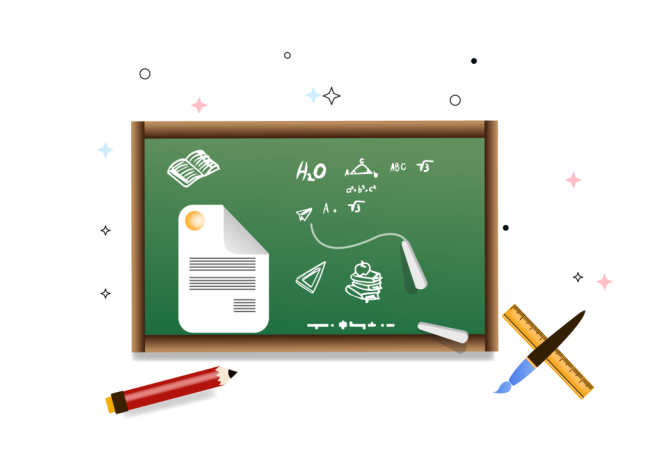 H₂O
C
A b
a²+b²=c²
ABC √3
A. √3